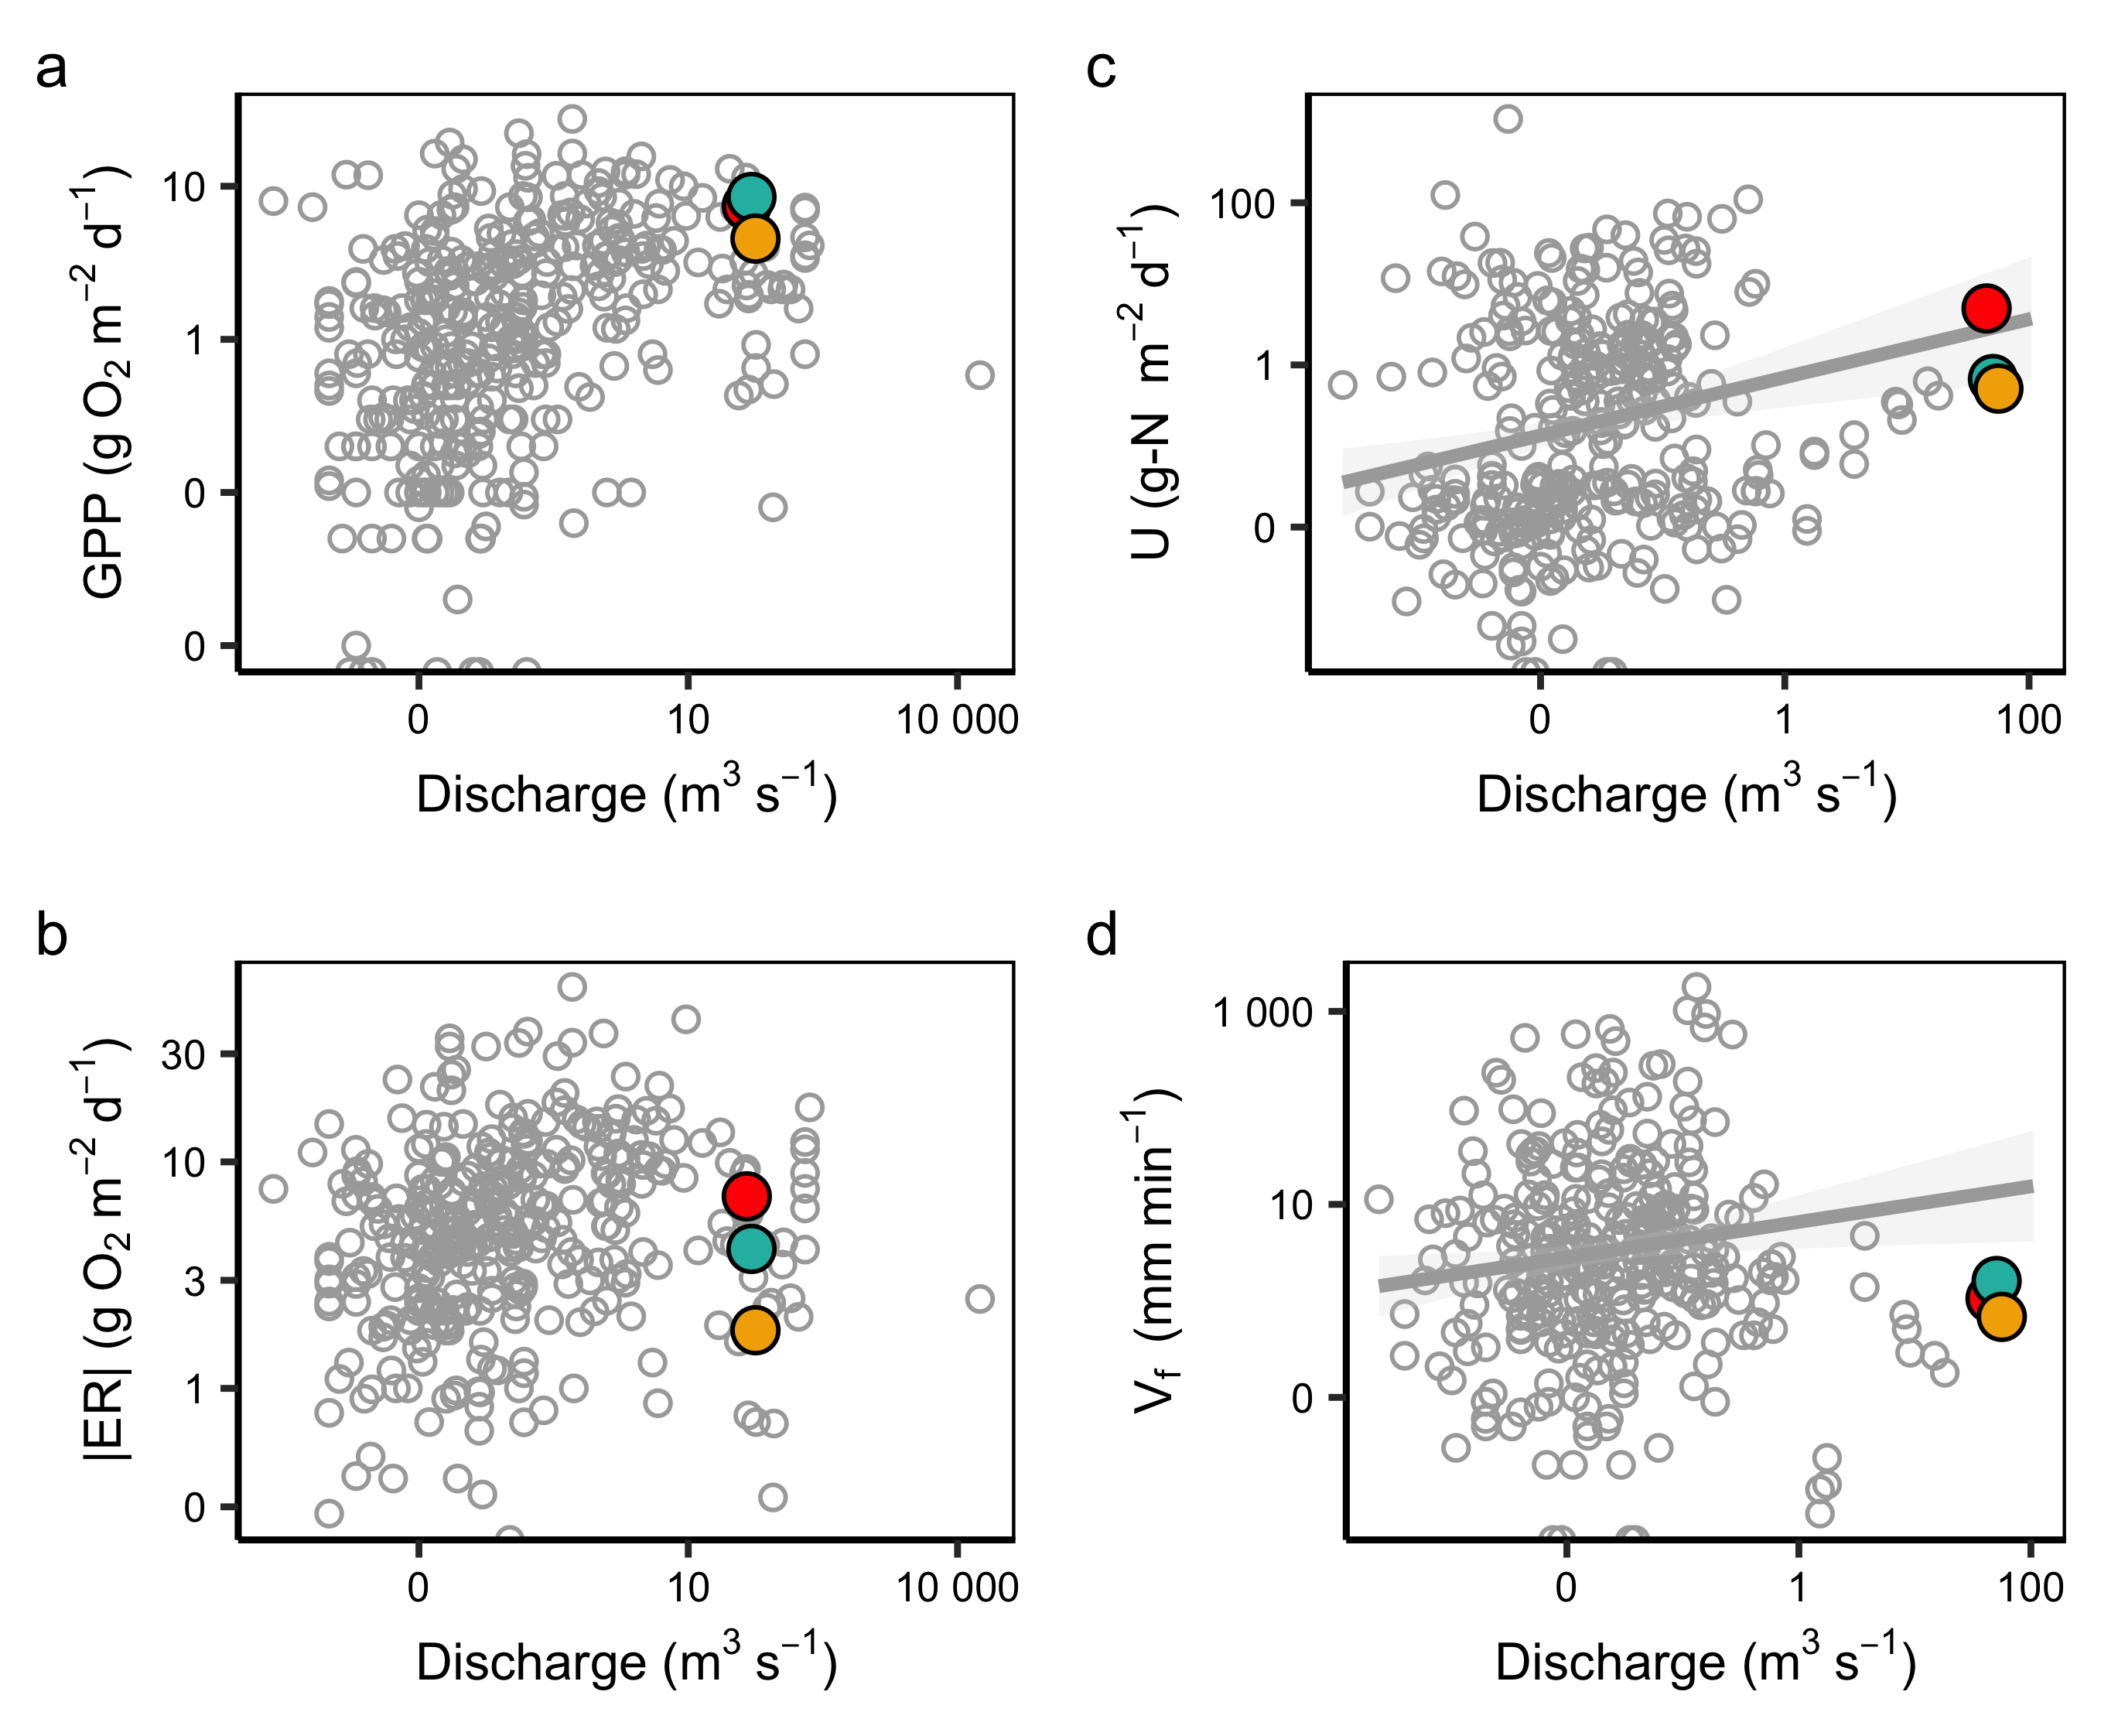 a
GPP (g O₂ m⁻² d⁻¹)
10
1
0
0
0
10
10 000
Discharge (m³ s⁻¹)
c
U (g-N m⁻² d⁻¹)
100
1
0
0
1
100
Discharge (m³ s⁻¹)
b
|ER| (g O₂ m⁻² d⁻¹)
30
10
3
1
0
0
10
10 000
Discharge (m³ s⁻¹)
d
V_f (mm min⁻¹)
1 000
10
0
0
1
100
Discharge (m³ s⁻¹)